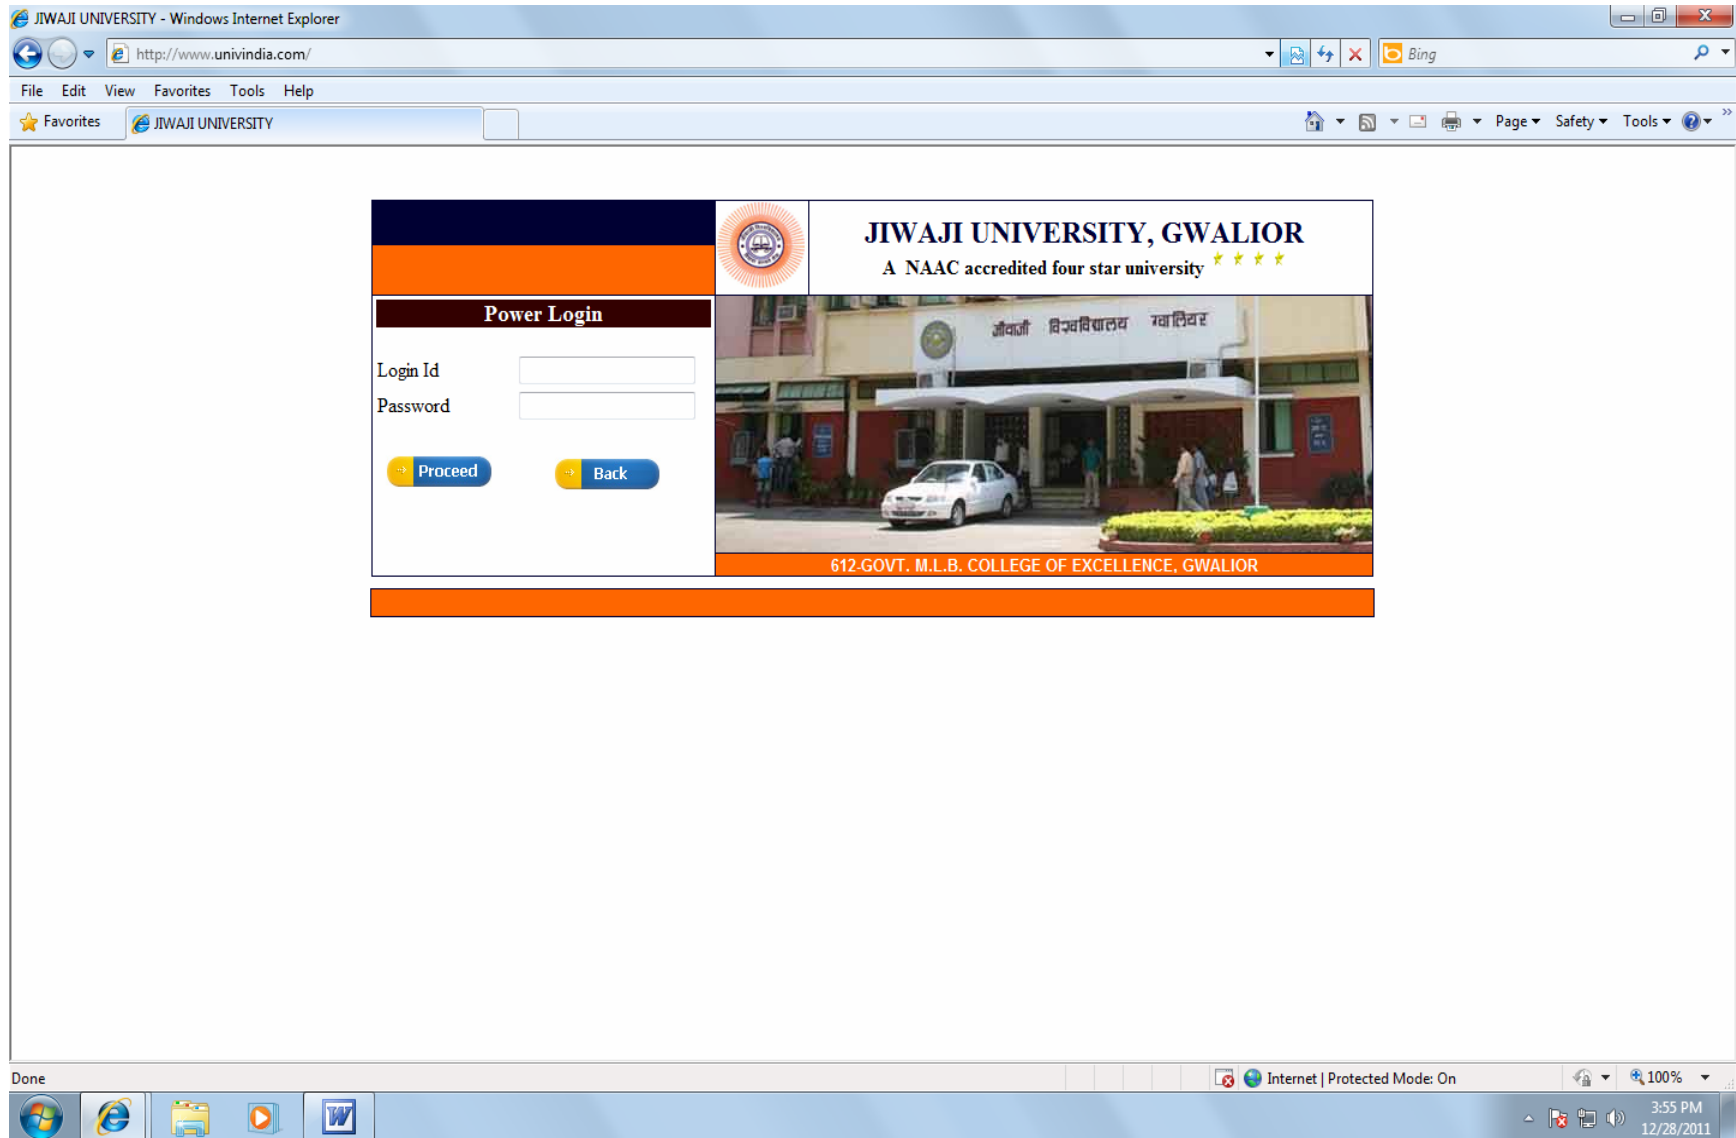 JIWAJI UNIVERSITY - Windows Internet Explorer
http://www.univindia.com/
Bing
File Edit View Favorites Tools Help
Favorites
JIWAJI UNIVERSITY
Page Safety Tools
JIWAJI UNIVERSITY, GWALIOR
A NAAC accredited four star university
Power Login
जीवाजी विश्वविद्यालय ग्वालियर
Login Id
Password
Proceed
Back
612-GOVT. M.L.B. COLLEGE OF EXCELLENCE, GWALIOR
Done
Internet | Protected Mode: On
100%
3:55 PM
12/28/2011